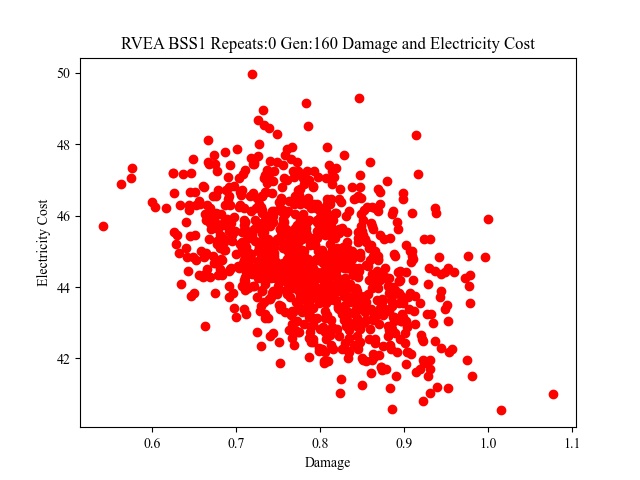 RVEA BSS1 Repeats:0 Gen:160 Damage and Electricity Cost
50
48
46
44
42
Electricity Cost
0.6 0.7 0.8 0.9 1.0 1.1
Damage